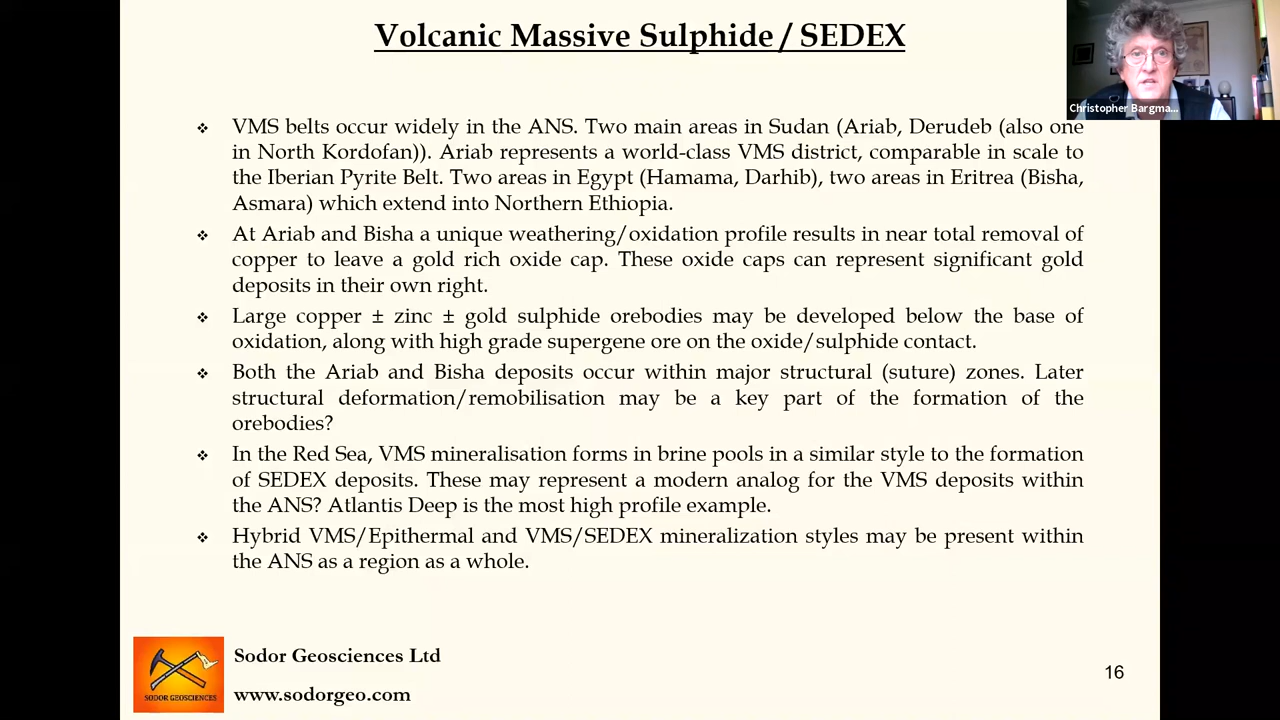 Volcanic Massive Sulphide / SEDEX
Christopher Bargma...
❖ VMS belts occur widely in the ANS. Two main areas in Sudan (Ariab, Derudeb (also one
in North Kordofan)). Ariab represents a world-class VMS district, comparable in scale to
the Iberian Pyrite Belt. Two areas in Egypt (Hamama, Darhib), two areas in Eritrea (Bisha,
Asmara) which extend into Northern Ethiopia.
❖ At Ariab and Bisha a unique weathering/oxidation profile results in near total removal of
copper to leave a gold rich oxide cap. These oxide caps can represent significant gold
deposits in their own right.
❖ Large copper ± zinc ± gold sulphide orebodies may be developed below the base of
oxidation, along with high grade supergene ore on the oxide/sulphide contact.
❖ Both the Ariab and Bisha deposits occur within major structural (suture) zones. Later
structural deformation/remobilisation may be a key part of the formation of the
orebodies?
❖ In the Red Sea, VMS mineralisation forms in brine pools in a similar style to the formation
of SEDEX deposits. These may represent a modern analog for the VMS deposits within
the ANS? Atlantis Deep is the most high profile example.
❖ Hybrid VMS/Epithermal and VMS/SEDEX mineralization styles may be present within
the ANS as a region as a whole.
SODOR GEOSCIENCES
Sodor Geosciences Ltd
www.sodorgeo.com
16